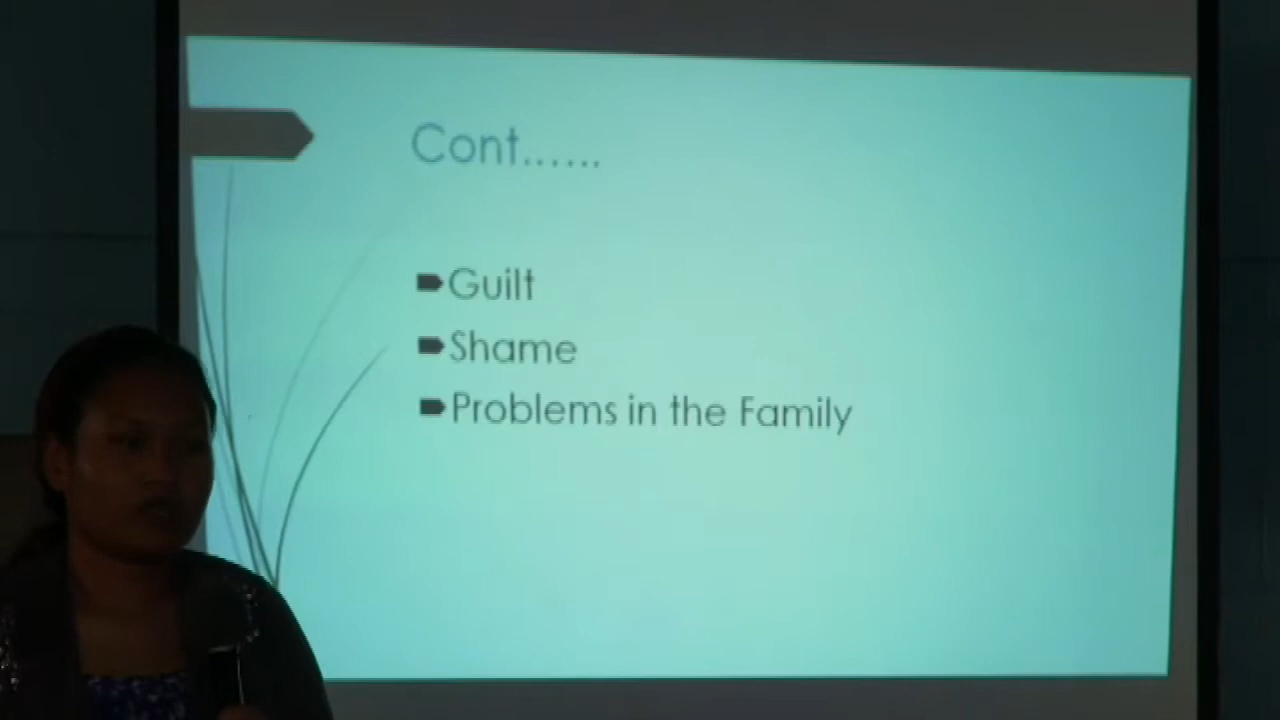 Cont......
Guilt
Shame
Problems in the Family